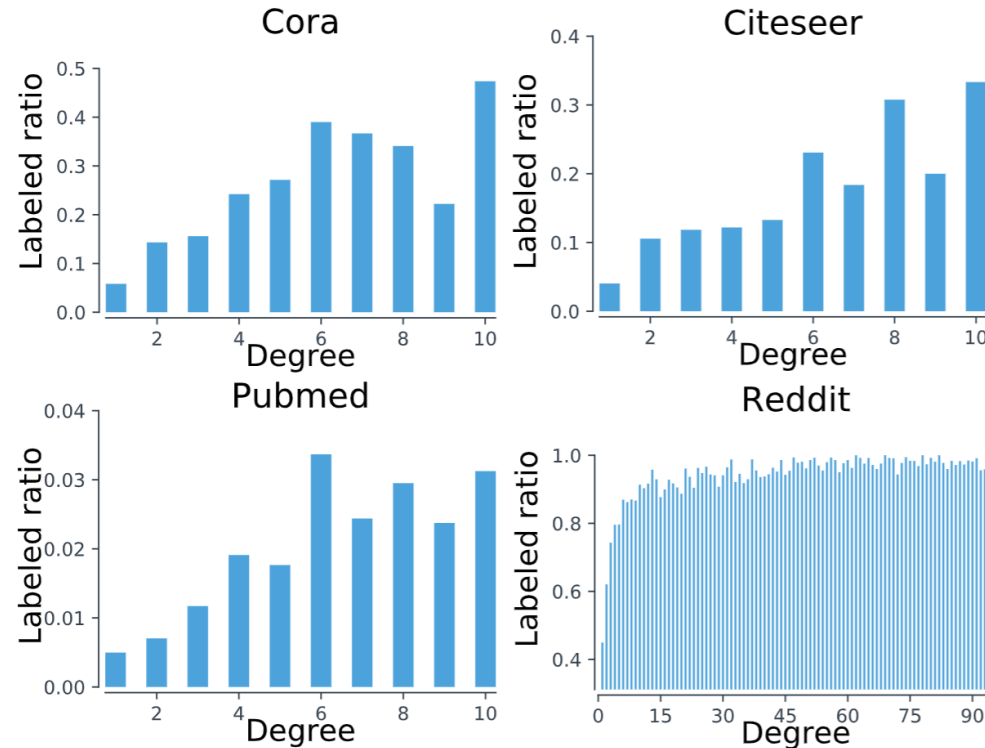 Cora
Labeled ratio
0.5
0.4
0.3
0.2
0.1
0.0
2 4 6 8 10
Degree
Citeseer
Labeled ratio
0.4
0.3
0.2
0.1
0.0
2 4 6 8 10
Degree
Pubmed
Labeled ratio
0.04
0.03
0.02
0.01
0.00
2 4 6 8 10
Degree
Reddit
Labeled ratio
1.0
0.8
0.6
0.4
0 15 30 45 60 75 90
Degree